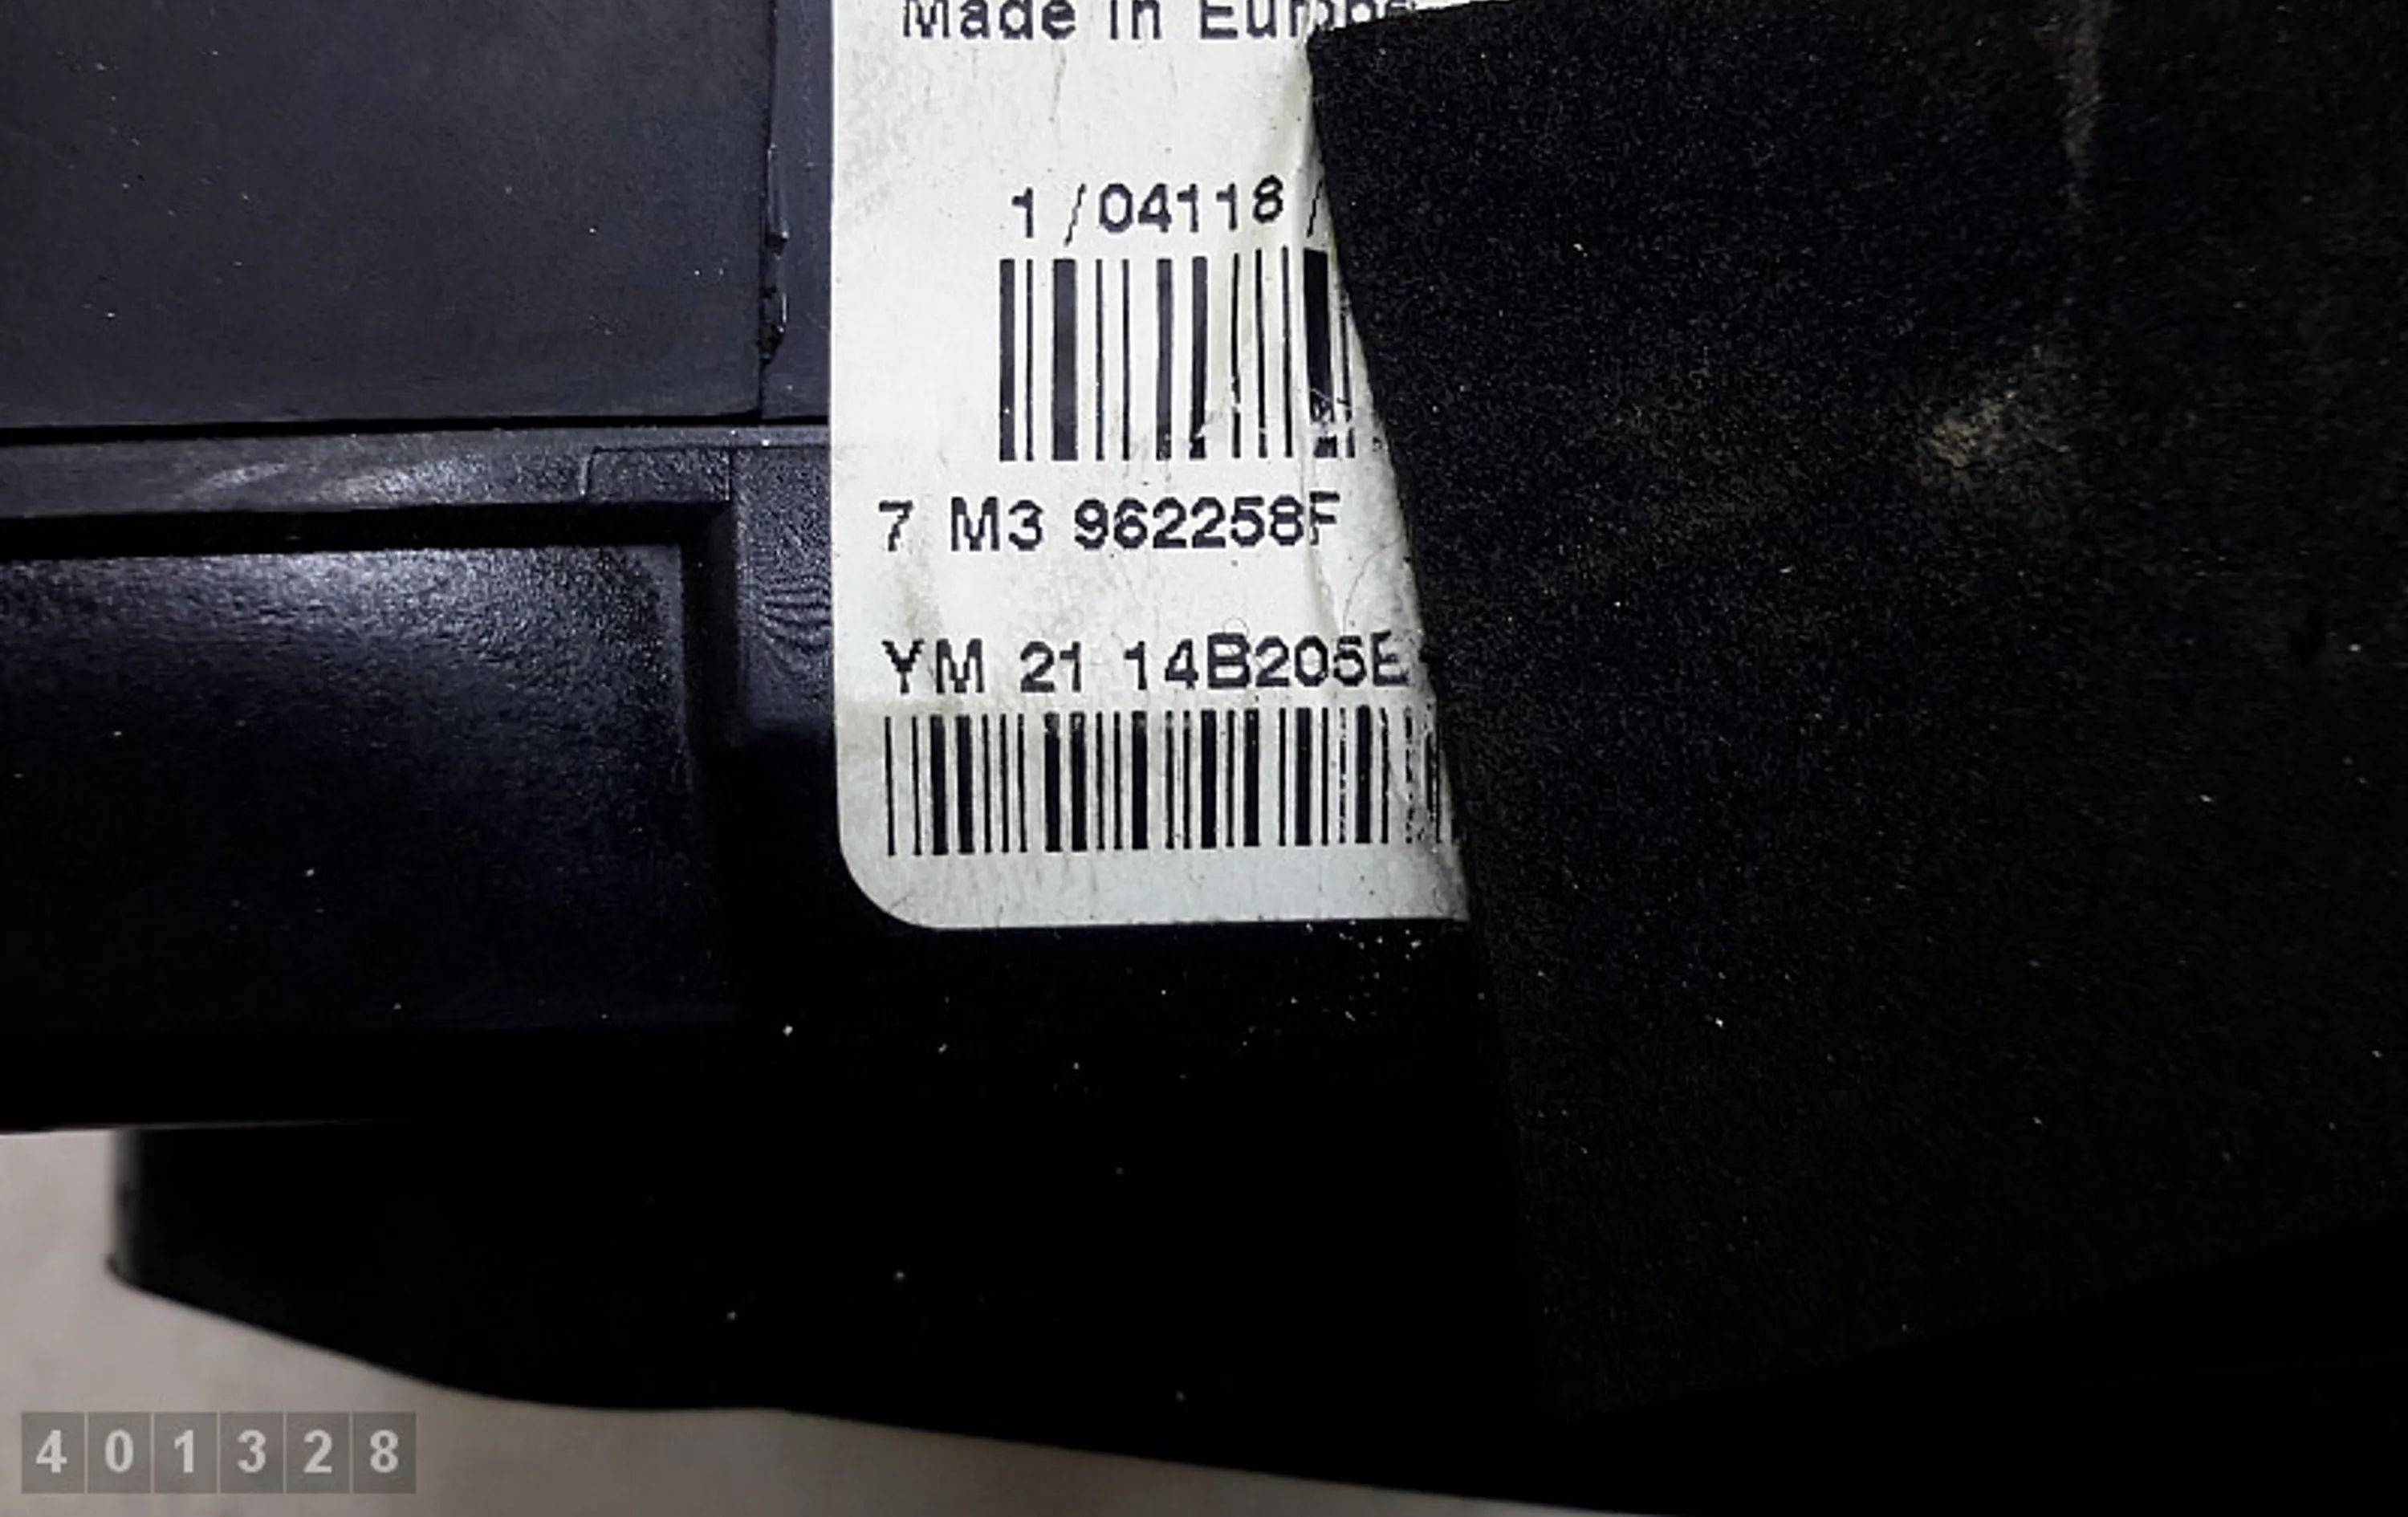 Made in Europe
1 /04118 /
7 M3 962258F
YM 21 14B205E
401328